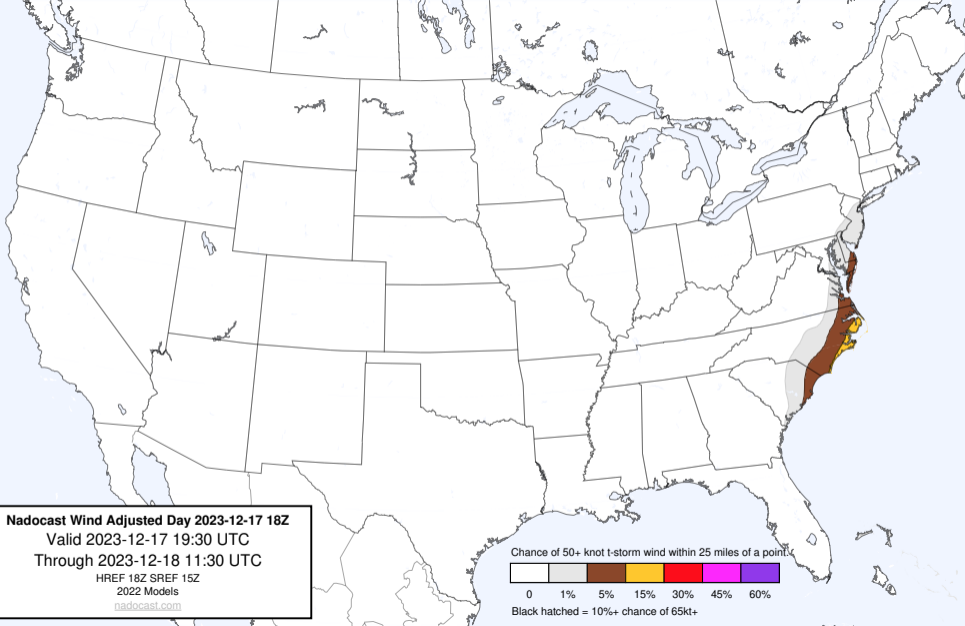 Nadocast Wind Adjusted Day 2023-12-17 18Z
Valid 2023-12-17 19:30 UTC
Through 2023-12-18 11:30 UTC
HREF 18Z SREF 15Z
2022 Models
nadocast.com
Chance of 50+ knot t-storm wind within 25 miles of a point.
0 1% 5% 15% 30% 45% 60%
Black hatched = 10%+ chance of 65kt+